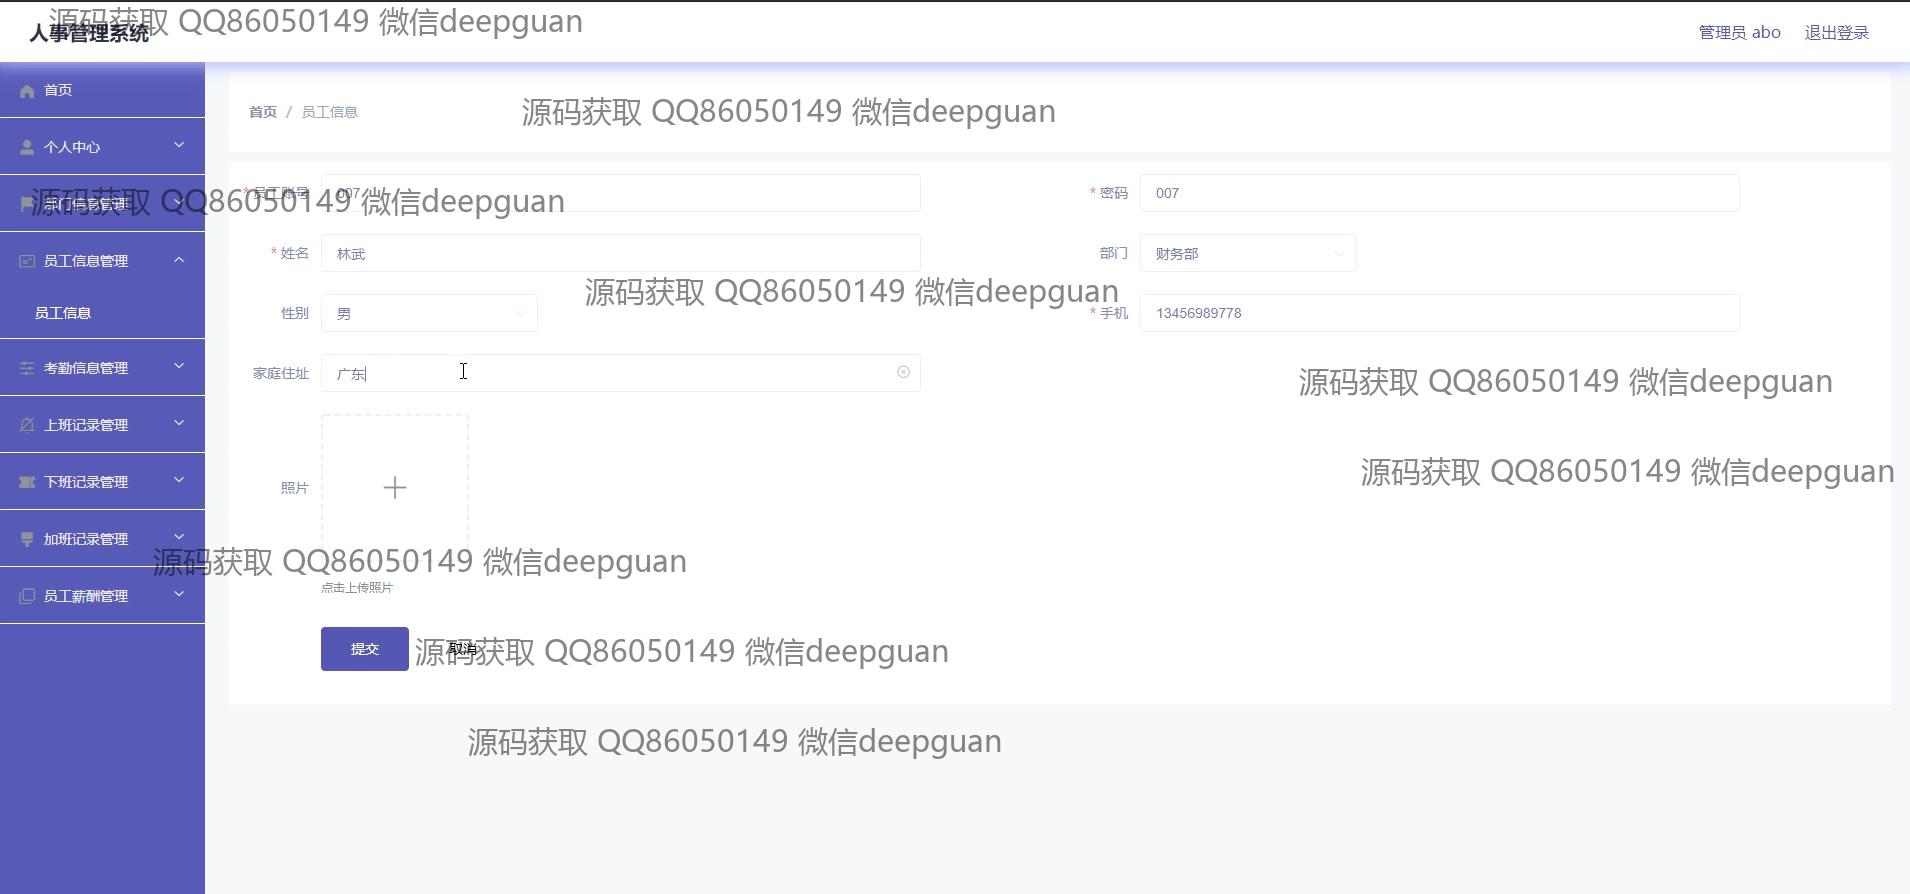 源码获取 QQ86050149 微信deepguan
人事管理系统
管理员 abo
退出登录
首页
个人中心
部门信息管理
员工信息管理
员工信息
考勤信息管理
上班记录管理
下班记录管理
加班记录管理
员工薪酬管理
首页 / 员工信息
源码获取 QQ86050149 微信deepguan
* 员工账号 007
* 密码 007
源码获取 QQ86050149 微信deepguan
* 姓名 林武
部门 财务部
源码获取 QQ86050149 微信deepguan
性别 男
* 手机 13456989778
家庭住址 广东
源码获取 QQ86050149 微信deepguan
源码获取 QQ86050149 微信deepguan
照片
源码获取 QQ86050149 微信deepguan
点击上传照片
提交
取消
源码获取 QQ86050149 微信deepguan
源码获取 QQ86050149 微信deepguan